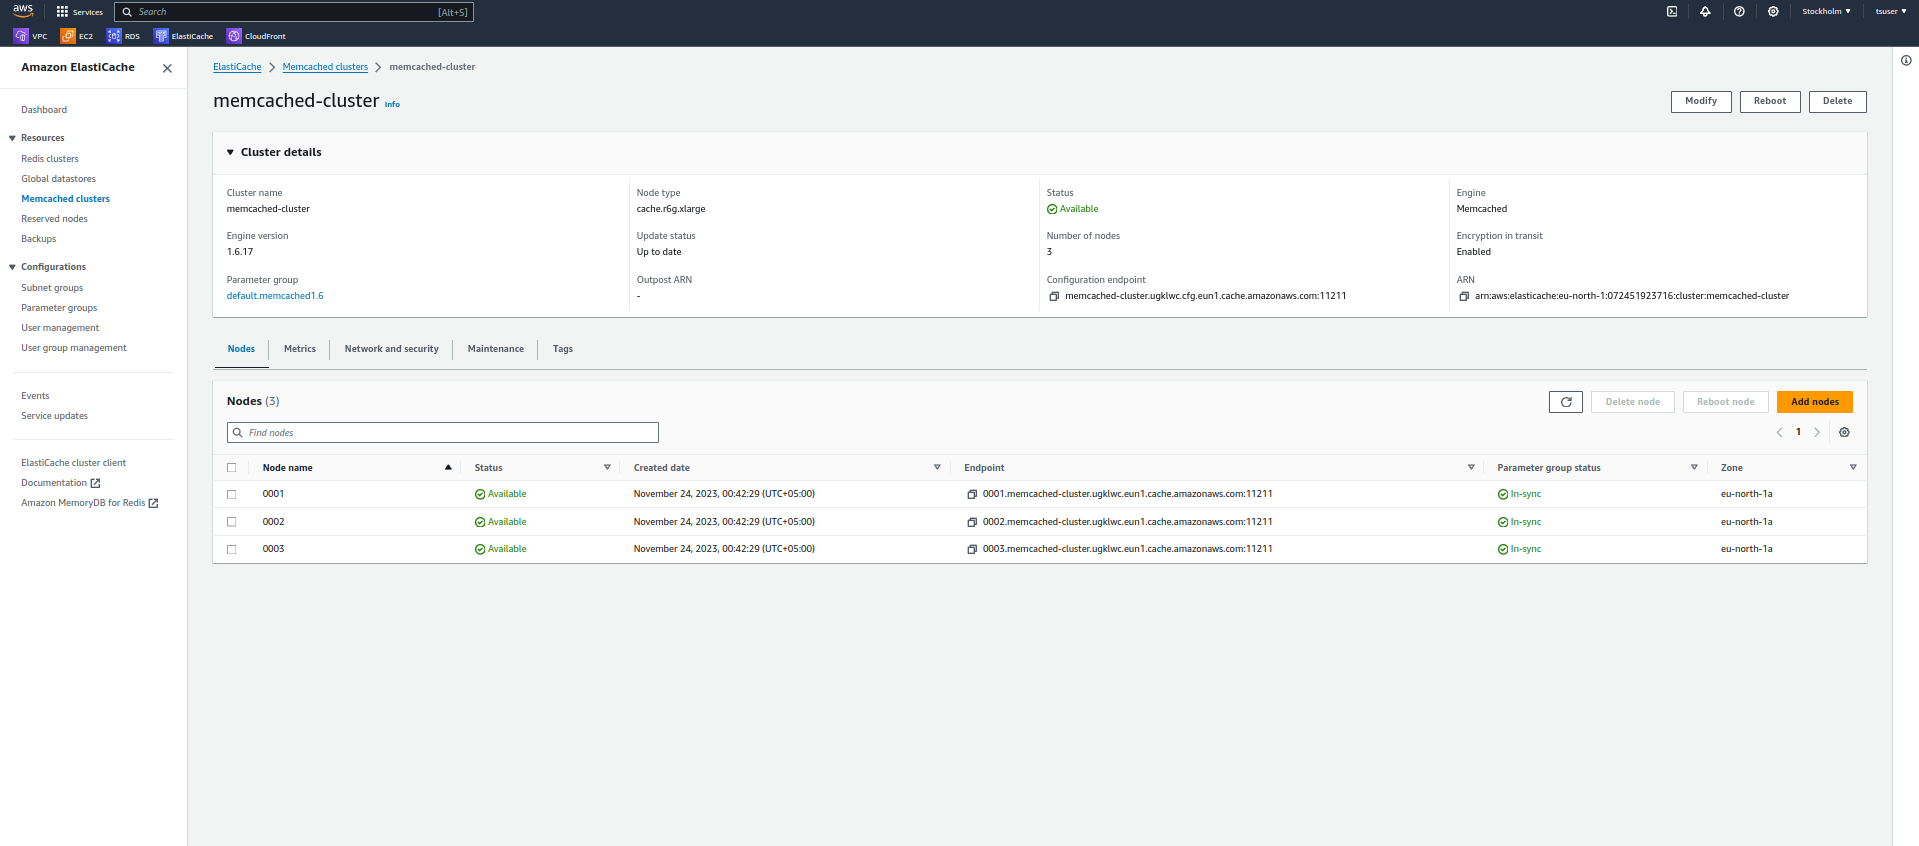 aws
Services
Search
[Alt+S]
Stockholm
tsuser
VPC
EC2
RDS
ElastiCache
CloudFront
Amazon ElastiCache
Dashboard
Resources
Redis clusters
Global datastores
Memcached clusters
Reserved nodes
Backups
Configurations
Subnet groups
Parameter groups
User management
User group management
Events
Service updates
ElastiCache cluster client
Documentation
Amazon MemoryDB for Redis
ElastiCache > Memcached clusters > memcached-cluster
memcached-cluster Info
Modify
Reboot
Delete
Cluster details
Cluster name
memcached-cluster
Node type
cache.r6g.xlarge
Status
Available
Engine
Memcached
Engine version
1.6.17
Update status
Up to date
Number of nodes
3
Encryption in transit
Enabled
Parameter group
default.memcached1.6
Outpost ARN
-
Configuration endpoint
memcached-cluster.ugklwc.cfg.eun1.cache.amazonaws.com:11211
ARN
arn:aws:elasticache:eu-north-1:072451923716:cluster:memcached-cluster
Nodes
Metrics
Network and security
Maintenance
Tags
Nodes (3)
Delete node
Reboot node
Add nodes
Find nodes
1
Node name Status Created date Endpoint Parameter group status Zone
0001 Available November 24, 2023, 00:42:29 (UTC+05:00) 0001.memcached-cluster.ugklwc.eun1.cache.amazonaws.com:11211 In-sync eu-north-1a
0002 Available November 24, 2023, 00:42:29 (UTC+05:00) 0002.memcached-cluster.ugklwc.eun1.cache.amazonaws.com:11211 In-sync eu-north-1a
0003 Available November 24, 2023, 00:42:29 (UTC+05:00) 0003.memcached-cluster.ugklwc.eun1.cache.amazonaws.com:11211 In-sync eu-north-1a